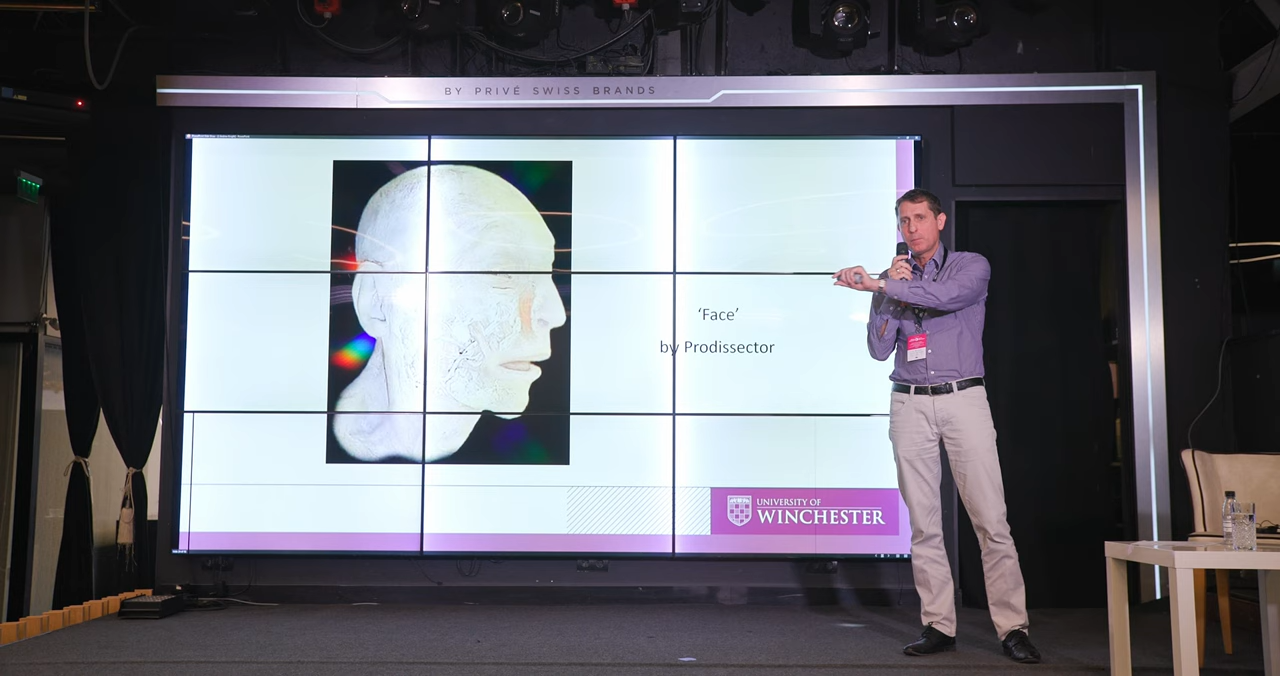 BY PRIVÉ SWISS BRANDS
‘Face’
by Prodissector
UNIVERSITY OF
WINCHESTER